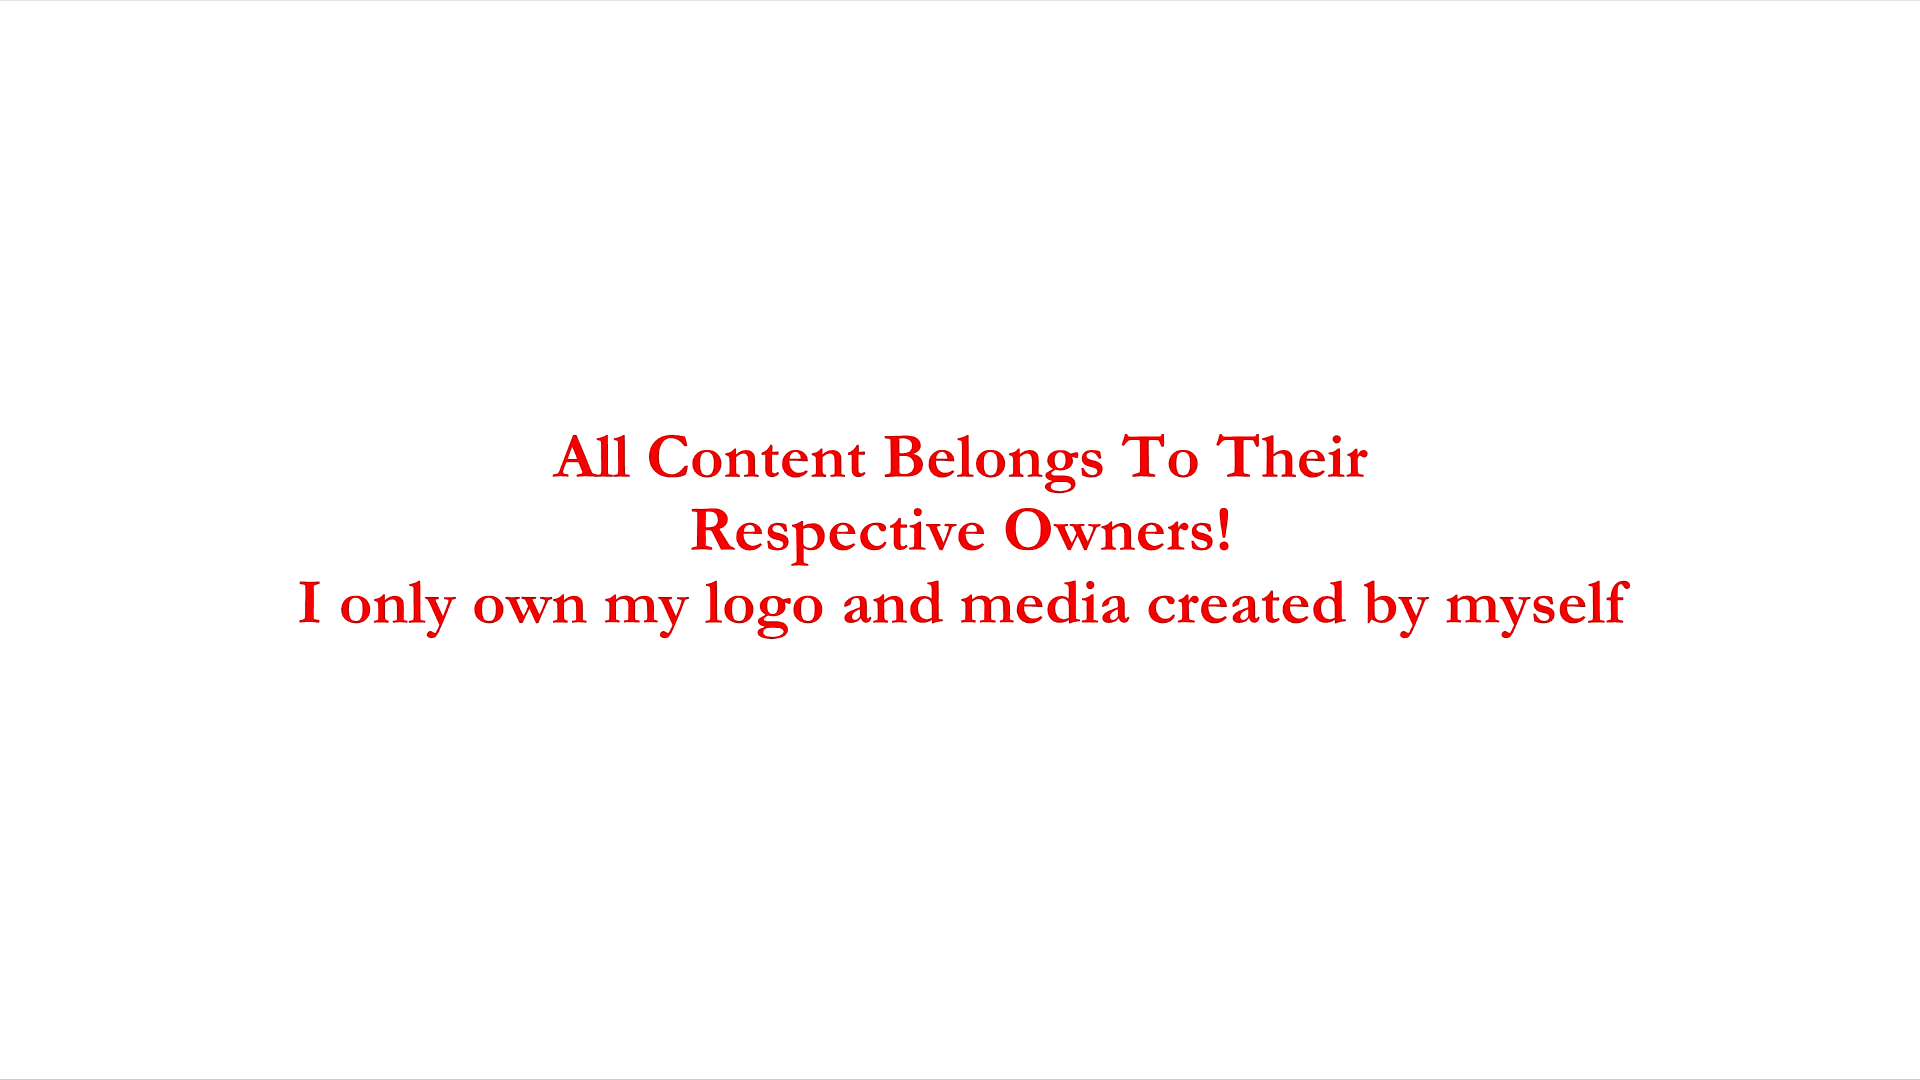 All Content Belongs To Their
Respective Owners!
I only own my logo and media created by myself